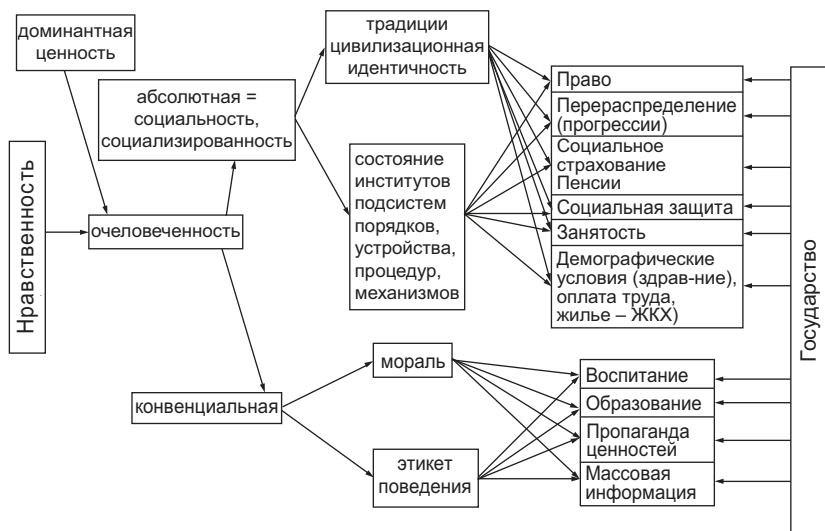 доминантная
ценность
Нравственность
очеловеченность
абсолютная =
социальность,
социализированность
конвенциальная
традиции
цивилизационная
идентичность
состояние
институтов
подсистем
порядков,
устройства,
процедур,
механизмов
мораль
этикет
поведения
Право
Перераспределение
(прогрессии)
Социальное
страхование
Пенсии
Социальная защита
Занятость
Демографические
условия (здрав-ние),
оплата труда,
жилье – ЖКХ)
Воспитание
Образование
Пропаганда
ценностей
Массовая
информация
Государство